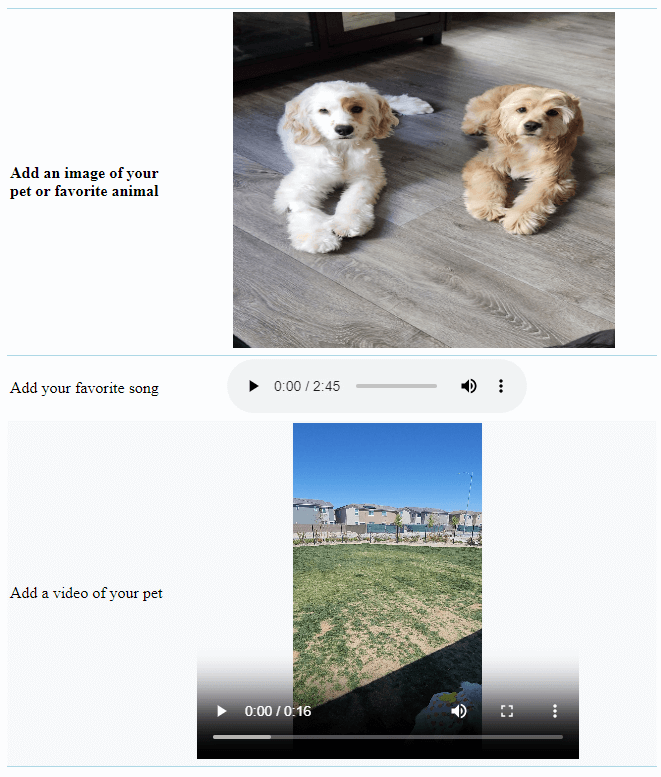 Add an image of your
pet or favorite animal
Add your favorite song
0:00 / 2:45
Add a video of your pet
0:00 / 0:16